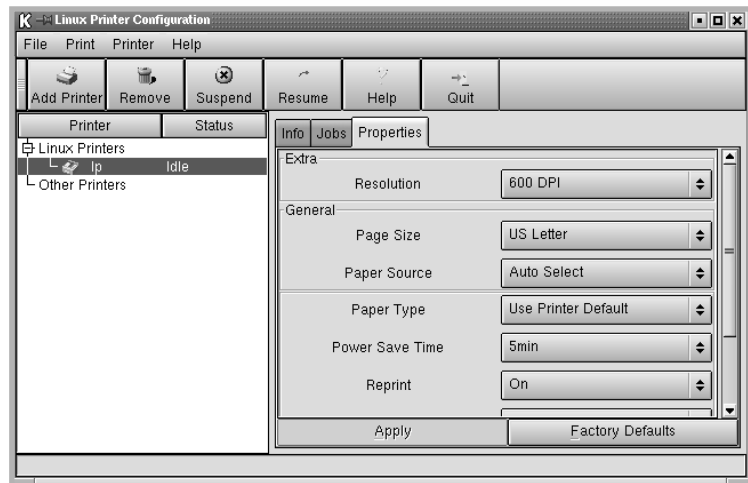 Linux Printer Configuration
File Print Printer Help
Add Printer Remove Suspend Resume Help Quit
Printer Status
Linux Printers
lp Idle
Other Printers
Info Jobs Properties
Extra
Resolution 600 DPI
General
Page Size US Letter
Paper Source Auto Select
Paper Type Use Printer Default
Power Save Time 5min
Reprint On
Apply Factory Defaults